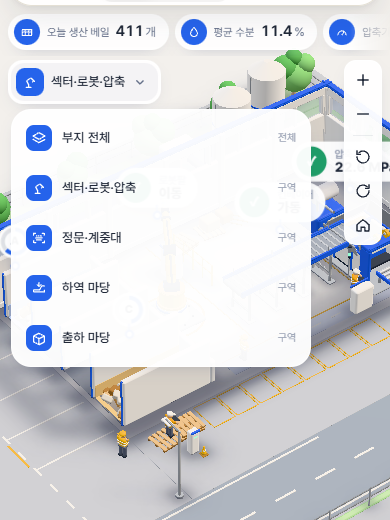 오늘 생산 베일 411개
평균 수분 11.4%
섹터·로봇·압축
부지 전체 전체
섹터·로봇·압축 구역
정문·계중대 구역
하역 마당 구역
출하 마당 구역